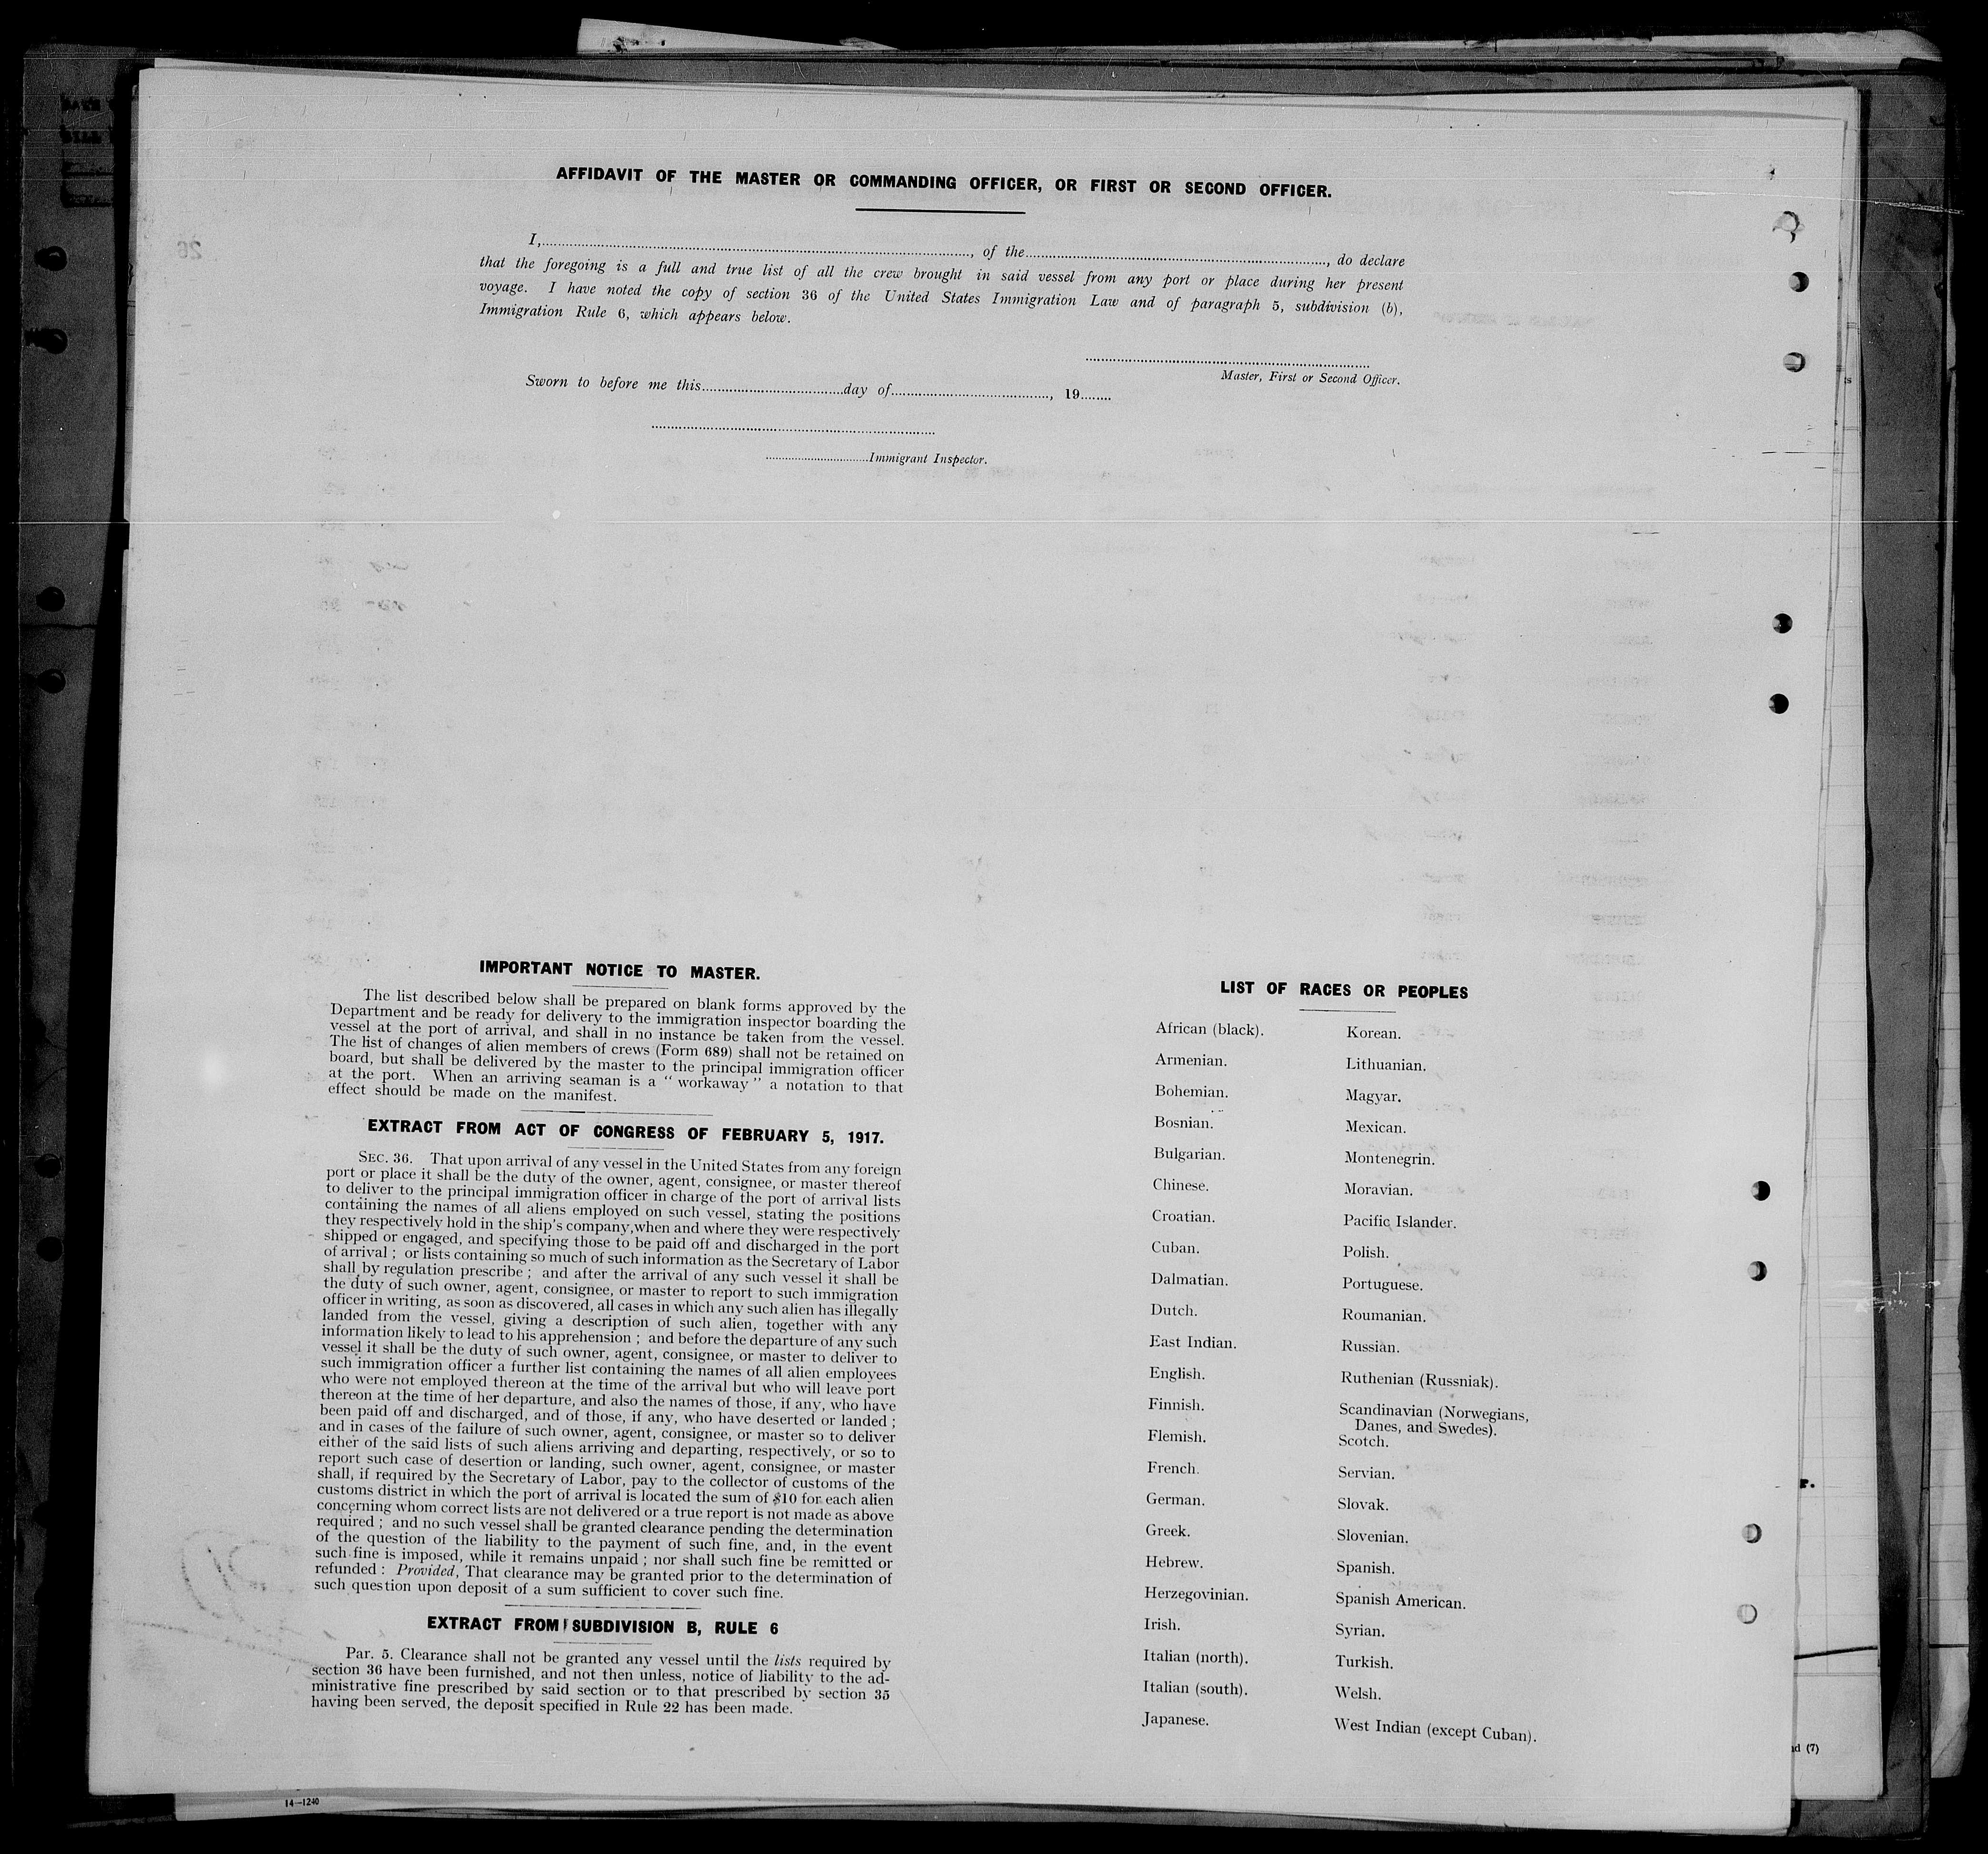 AFFIDAVIT OF THE MASTER OR COMMANDING OFFICER, OR FIRST OR SECOND OFFICER.
I,........, of the........, do declare
that the foregoing is a full and true list of all the crew brought in said vessel from any port or place during her present
voyage. I have noted the copy of section 36 of the United States Immigration Law and of paragraph 5, subdivision (b),
Immigration Rule 6, which appears below.
Master, First or Second Officer.
Sworn to before me this........day of........, 19........
........Immigrant Inspector.
IMPORTANT NOTICE TO MASTER.
The list described below shall be prepared on blank forms approved by the
Department and be ready for delivery to the immigration inspector boarding the
vessel at the port of arrival, and shall in no instance be taken from the vessel.
The list of changes of alien members of crews (Form 689) shall not be retained on
board, but shall be delivered by the master to the principal immigration officer
at the port. When an arriving seaman is a " workaway " a notation to that
effect should be made on the manifest.
EXTRACT FROM ACT OF CONGRESS OF FEBRUARY 5, 1917.
SEC. 36. That upon arrival of any vessel in the United States from any foreign
port or place it shall be the duty of the owner, agent, consignee, or master thereof
to deliver to the principal immigration officer in charge of the port of arrival lists
containing the names of all aliens employed on such vessel, stating the positions
they respectively hold in the ship's company,when and where they were respectively
shipped or engaged, and specifying those to be paid off and discharged in the port
of arrival ; or lists containing so much of such information as the Secretary of Labor
shall by regulation prescribe ; and after the arrival of any such vessel it shall be
the duty of such owner, agent, consignee, or master to report to such immigration
officer in writing, as soon as discovered, all cases in which any such alien has illegally
landed from the vessel, giving a description of such alien, together with any
information likely to lead to his apprehension ; and before the departure of any such
vessel it shall be the duty of such owner, agent, consignee, or master to deliver to
such immigration officer a further list containing the names of all alien employees
who were not employed thereon at the time of the arrival but who will leave port
thereon at the time of her departure, and also the names of those, if any, who have
been paid off and discharged, and of those, if any, who have deserted or landed ;
and in cases of the failure of such owner, agent, consignee, or master so to deliver
either of the said lists of such aliens arriving and departing, respectively, or so to
report such case of desertion or landing, such owner, agent, consignee, or master
shall, if required by the Secretary of Labor, pay to the collector of customs of the
customs district in which the port of arrival is located the sum of $10 for each alien
concerning whom correct lists are not delivered or a true report is not made as above
required ; and no such vessel shall be granted clearance pending the determination
of the question of the liability to the payment of such fine, and, in the event
such fine is imposed, while it remains unpaid ; nor shall such fine be remitted or
refunded : Provided, That clearance may be granted prior to the determination of
such question upon deposit of a sum sufficient to cover such fine.
EXTRACT FROM SUBDIVISION B, RULE 6
Par. 5. Clearance shall not be granted any vessel until the lists required by
section 36 have been furnished, and not then unless, notice of liability to the ad-
ministrative fine prescribed by said section or to that prescribed by section 35
having been served, the deposit specified in Rule 22 has been made.
LIST OF RACES OR PEOPLES
African (black).
Armenian.
Bohemian.
Bosnian.
Bulgarian.
Chinese.
Croatian.
Cuban.
Dalmatian.
Dutch.
East Indian.
English.
Finnish.
Flemish.
French.
German.
Greek.
Hebrew.
Herzegovinian.
Irish.
Italian (north).
Italian (south).
Japanese.
Korean.
Lithuanian.
Magyar.
Mexican.
Montenegrin.
Moravian.
Pacific Islander.
Polish.
Portuguese.
Roumanian.
Russian.
Ruthenian (Russniak).
Scandinavian (Norwegians,
Danes, and Swedes).
Scotch.
Servian.
Slovak.
Slovenian.
Spanish.
Spanish American.
Syrian.
Turkish.
Welsh.
West Indian (except Cuban).
14—1240
nd (7)